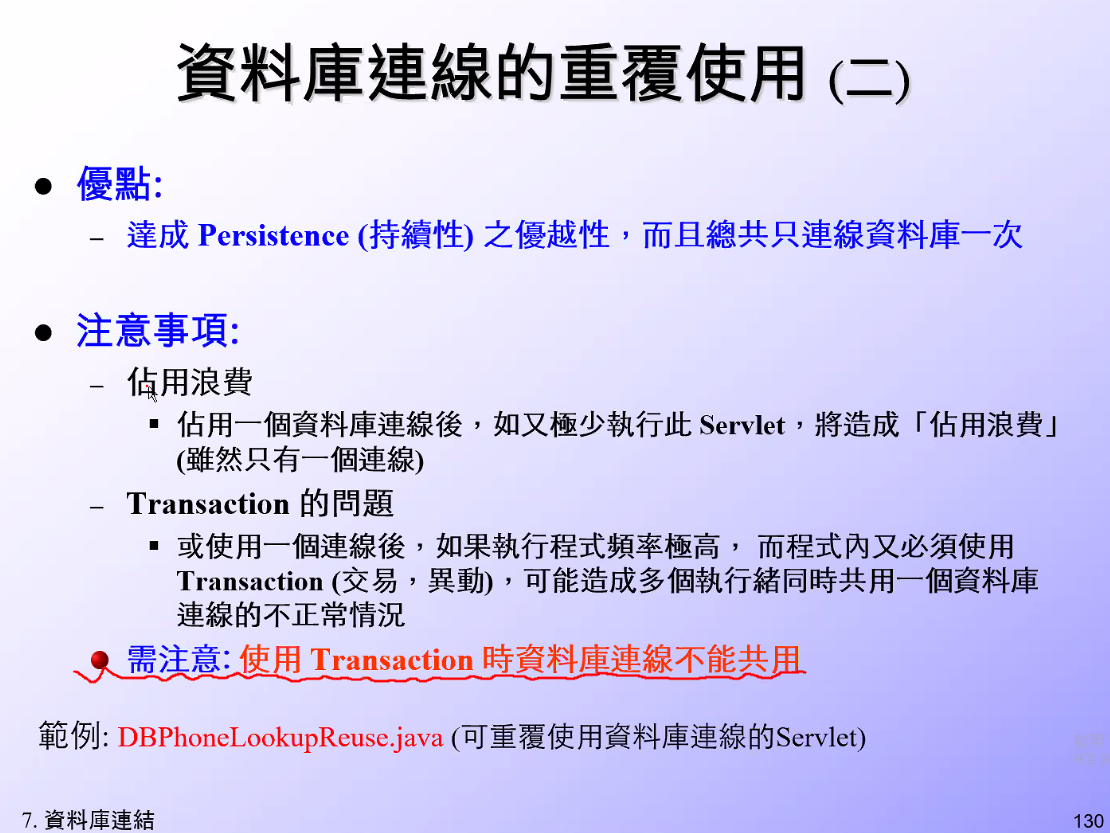 資料庫連線的重覆使用 (二)
● 優點:
– 達成 Persistence (持續性) 之優越性，而且總共只連線資料庫一次
● 注意事項:
– 佔用浪費
▪ 佔用一個資料庫連線後，如又極少執行此 Servlet，將造成「佔用浪費」
(雖然只有一個連線)
– Transaction 的問題
▪ 或使用一個連線後，如果執行程式頻率極高， 而程式內又必須使用
Transaction (交易，異動)，可能造成多個執行緒同時共用一個資料庫
連線的不正常情況
需注意: 使用 Transaction 時資料庫連線不能共用
範例: DBPhoneLookupReuse.java (可重覆使用資料庫連線的Servlet)
7. 資料庫連結
130